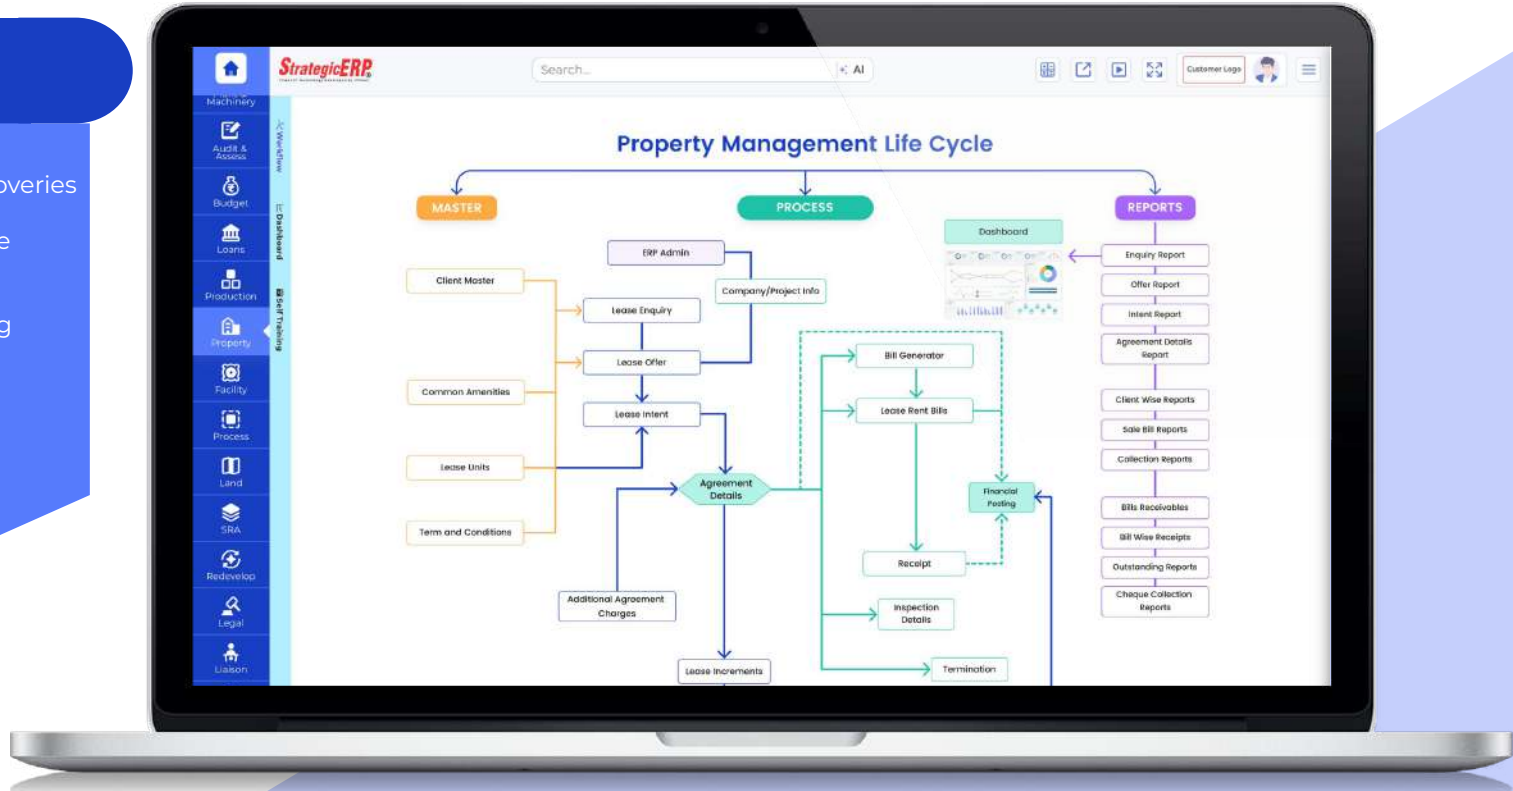 overies
e
g
StrategicERP
Search...
AI
Customer Logo
Machinery
Audit &
Assess
Budget
Loans
Production
Property
Facility
Process
Land
SRA
Redevelop
Legal
Liaison
Workflow
Dashboard
Self Training
Property Management Life Cycle
MASTER
PROCESS
REPORTS
Client Master
Common Amenities
Lease Units
Term and Conditions
ERP Admin
Company/Project Info
Lease Enquiry
Lease Offer
Lease Intent
Agreement
Details
Additional Agreement
Charges
Lease Increments
Bill Generator
Lease Rent Bills
Financial
Posting
Receipt
Inspection
Details
Termination
Dashboard
Enquiry Report
Offer Report
Intent Report
Agreement Details
Report
Client Wise Reports
Sale Bill Reports
Collection Reports
Bills Receivables
Bill Wise Receipts
Outstanding Reports
Cheque Collection
Reports